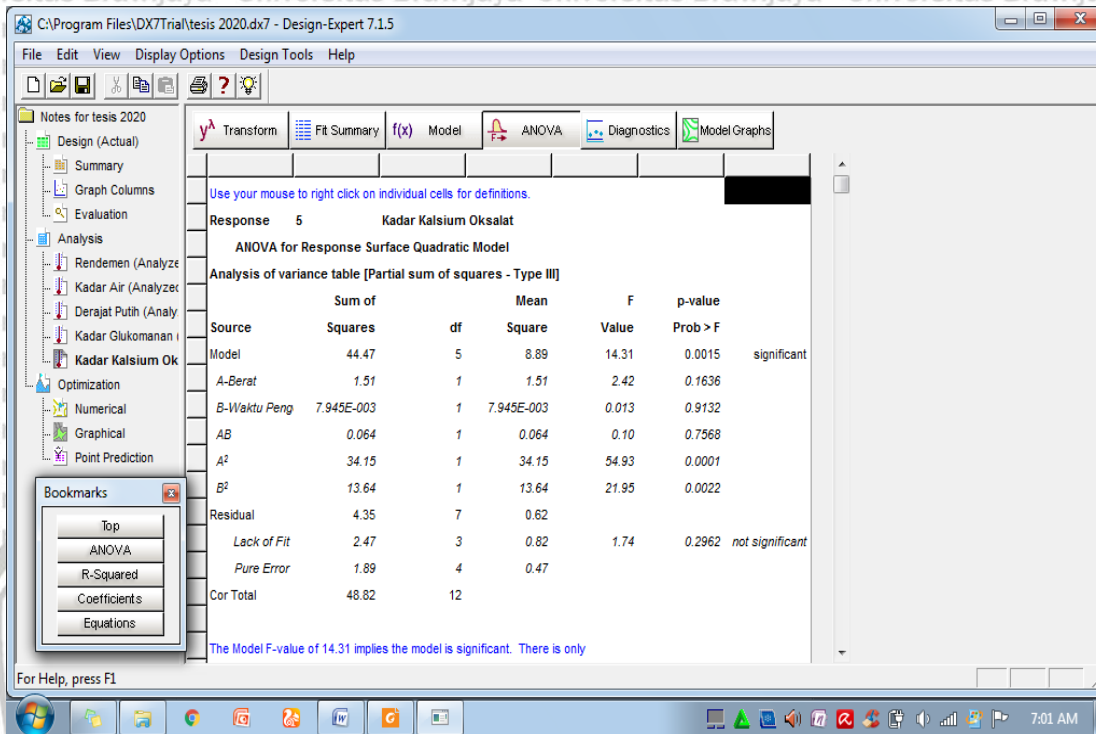 C:\Program Files\DX7Trial\tesis 2020.dx7 - Design-Expert 7.1.5
File Edit View Display Options Design Tools Help
Notes for tesis 2020
Design (Actual)
Summary
Graph Columns
Evaluation
Analysis
Rendemen (Analyze
Kadar Air (Analyzed
Derajat Putih (Analy
Kadar Glukomanan (
Kadar Kalsium Ok
Optimization
Numerical
Graphical
Point Prediction
Bookmarks
Top
ANOVA
R-Squared
Coefficients
Equations
yλ Transform Fit Summary f(x) Model ANOVA Diagnostics Model Graphs
Use your mouse to right click on individual cells for definitions.
Response 5 Kadar Kalsium Oksalat
ANOVA for Response Surface Quadratic Model
Analysis of variance table [Partial sum of squares - Type III]
Sum of Mean F p-value
Source Squares df Square Value Prob > F
Model 44.47 5 8.89 14.31 0.0015 significant
A-Berat 1.51 1 1.51 2.42 0.1636
B-Waktu Peng 7.945E-003 1 7.945E-003 0.013 0.9132
AB 0.064 1 0.064 0.10 0.7568
A² 34.15 1 34.15 54.93 0.0001
B² 13.64 1 13.64 21.95 0.0022
Residual 4.35 7 0.62
Lack of Fit 2.47 3 0.82 1.74 0.2962 not significant
Pure Error 1.89 4 0.47
Cor Total 48.82 12
The Model F-value of 14.31 implies the model is significant. There is only
For Help, press F1
7:01 AM